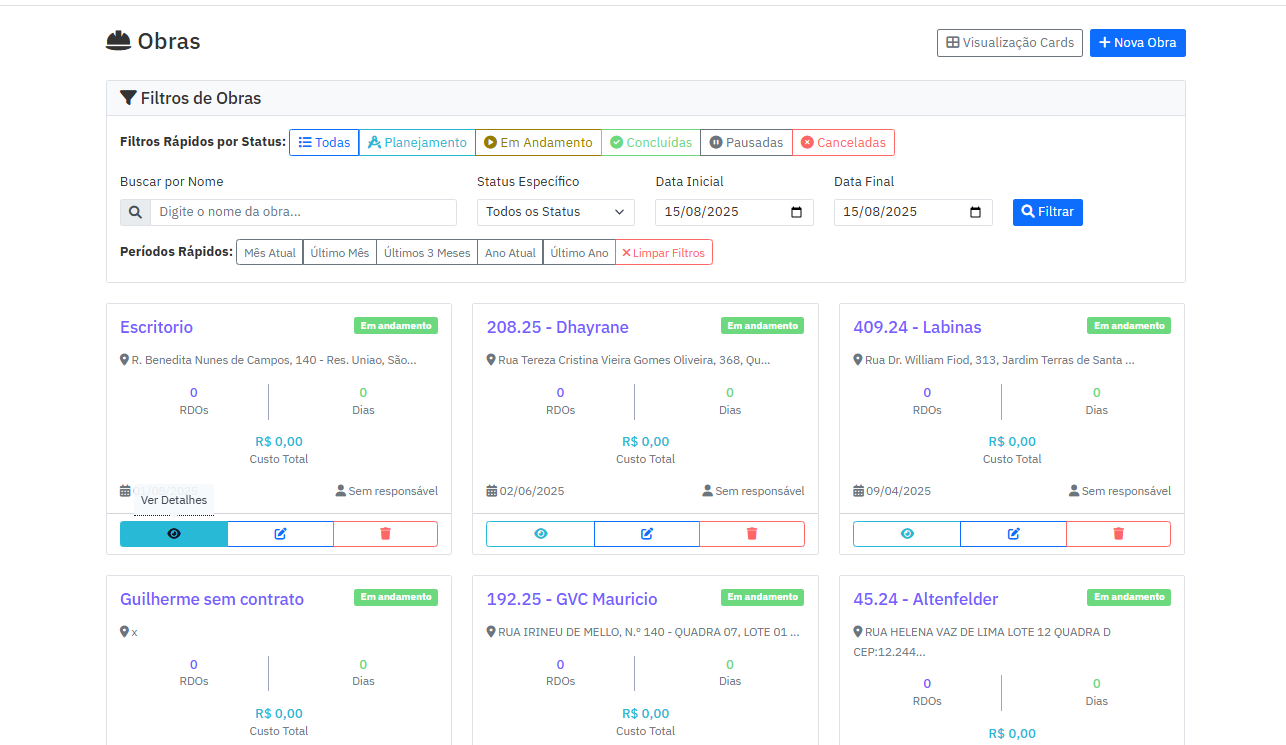 Obras
Visualização Cards
Nova Obra
Filtros de Obras
Filtros Rápidos por Status: Todas Planejamento Em Andamento Concluídas Pausadas Canceladas
Buscar por Nome Status Específico Data Inicial Data Final
Digite o nome da obra... Todos os Status 15/08/2025 15/08/2025 Filtrar
Períodos Rápidos: Mês Atual Último Mês Últimos 3 Meses Ano Atual Último Ano Limpar Filtros
Escritorio Em andamento
R. Benedita Nunes de Campos, 140 - Res. Uniao, São...
0 0
RDOs Dias
R$ 0,00
Custo Total
Sem responsável
Ver Detalhes
208.25 - Dhayrane Em andamento
Rua Tereza Cristina Vieira Gomes Oliveira, 368, Qu...
0 0
RDOs Dias
R$ 0,00
Custo Total
02/06/2025 Sem responsável
409.24 - Labinas Em andamento
Rua Dr. William Fiod, 313, Jardim Terras de Santa ...
0 0
RDOs Dias
R$ 0,00
Custo Total
09/04/2025 Sem responsável
Guilherme sem contrato Em andamento
x
0 0
RDOs Dias
R$ 0,00
Custo Total
192.25 - GVC Mauricio Em andamento
RUA IRINEU DE MELLO, N.º 140 - QUADRA 07, LOTE 01 ...
0 0
RDOs Dias
R$ 0,00
Custo Total
45.24 - Altenfelder Em andamento
RUA HELENA VAZ DE LIMA LOTE 12 QUADRA D
CEP:12.244...
0 0
RDOs Dias
R$ 0,00